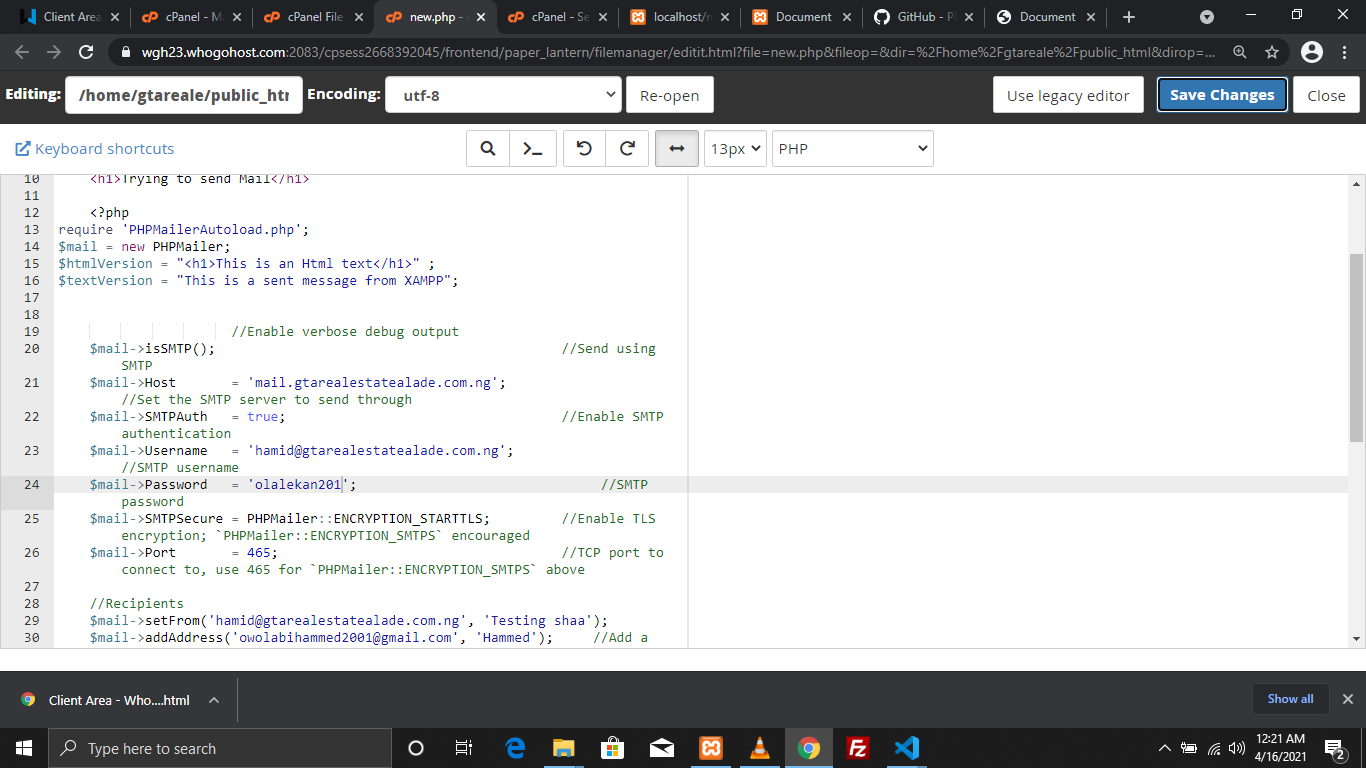 Client Area
cPanel - M
cPanel File
new.php -
cPanel - Se
localhost/n
Document
GitHub - P
Document
wgh23.whogohost.com:2083/cpsess2668392045/frontend/paper_lantern/filemanager/editit.html?file=new.php&fileop=&dir=%2Fhome%2Fgtareale%2Fpublic_html&dirop=...
Editing: /home/gtareale/public_htr Encoding: utf-8 Re-open Use legacy editor Save Changes Close
Keyboard shortcuts 13px PHP
10 <h1>Trying to send Mail</h1>
11
12 <?php
13 require 'PHPMailerAutoload.php';
14 $mail = new PHPMailer;
15 $htmlVersion = "<h1>This is an Html text</h1>" ;
16 $textVersion = "This is a sent message from XAMPP";
17
18
19 //Enable verbose debug output
20 $mail->isSMTP(); //Send using
SMTP
21 $mail->Host = 'mail.gtarealestatealade.com.ng';
//Set the SMTP server to send through
22 $mail->SMTPAuth = true; //Enable SMTP
authentication
23 $mail->Username = 'hamid@gtarealestatealade.com.ng';
//SMTP username
24 $mail->Password = 'olalekan201'; //SMTP
password
25 $mail->SMTPSecure = PHPMailer::ENCRYPTION_STARTTLS; //Enable TLS
encryption; `PHPMailer::ENCRYPTION_SMTPS` encouraged
26 $mail->Port = 465; //TCP port to
connect to, use 465 for `PHPMailer::ENCRYPTION_SMTPS` above
27
28 //Recipients
29 $mail->setFrom('hamid@gtarealestatealade.com.ng', 'Testing shaa');
30 $mail->addAddress('owolabihammed2001@gmail.com', 'Hammed'); //Add a
Client Area - Who....html
Show all
Type here to search
12:21 AM
4/16/2021
2